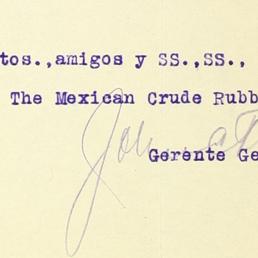 tos.,amigos y SS.,SS.,
The Mexican Crude Rubb
Gerente Ge